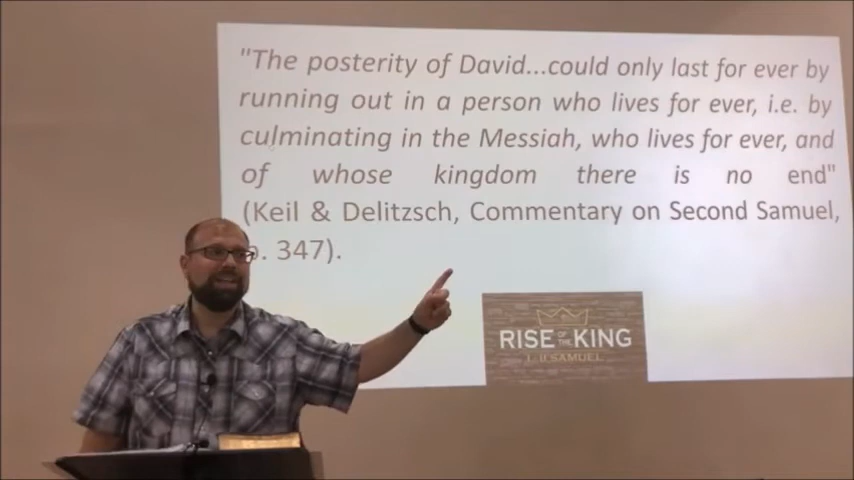 "The posterity of David...could only last for ever by
running out in a person who lives for ever, i.e. by
culminating in the Messiah, who lives for ever, and
of whose kingdom there is no end"
(Keil & Delitzsch, Commentary on Second Samuel,
p. 347).
RISE OF THE KING
I, II SAMUEL